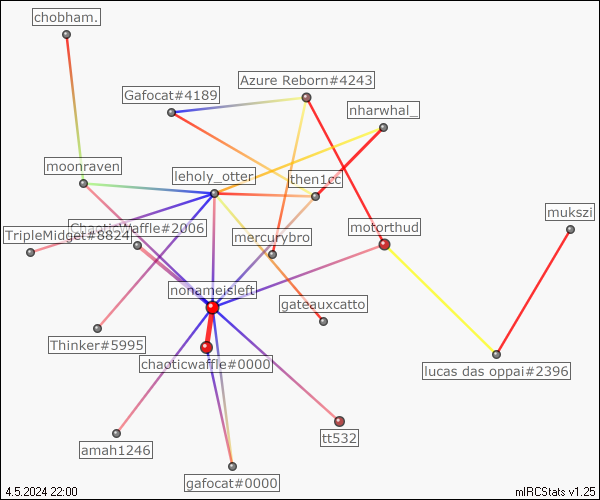 chobham.
Azure Reborn#4243
Gafocat#4189
nharwhal_
moonraven
leholy_otter
then1cc
mukszi
ChaoticWaffle#2006
TripleMidget#8824
mercurybro
motorthud
nonameisleft
gateauxcatto
Thinker#5995
chaoticwaffle#0000
lucas das oppai#2396
tt532
amah1246
gafocat#0000
4.5.2024 22:00
mIRCStats v1.25